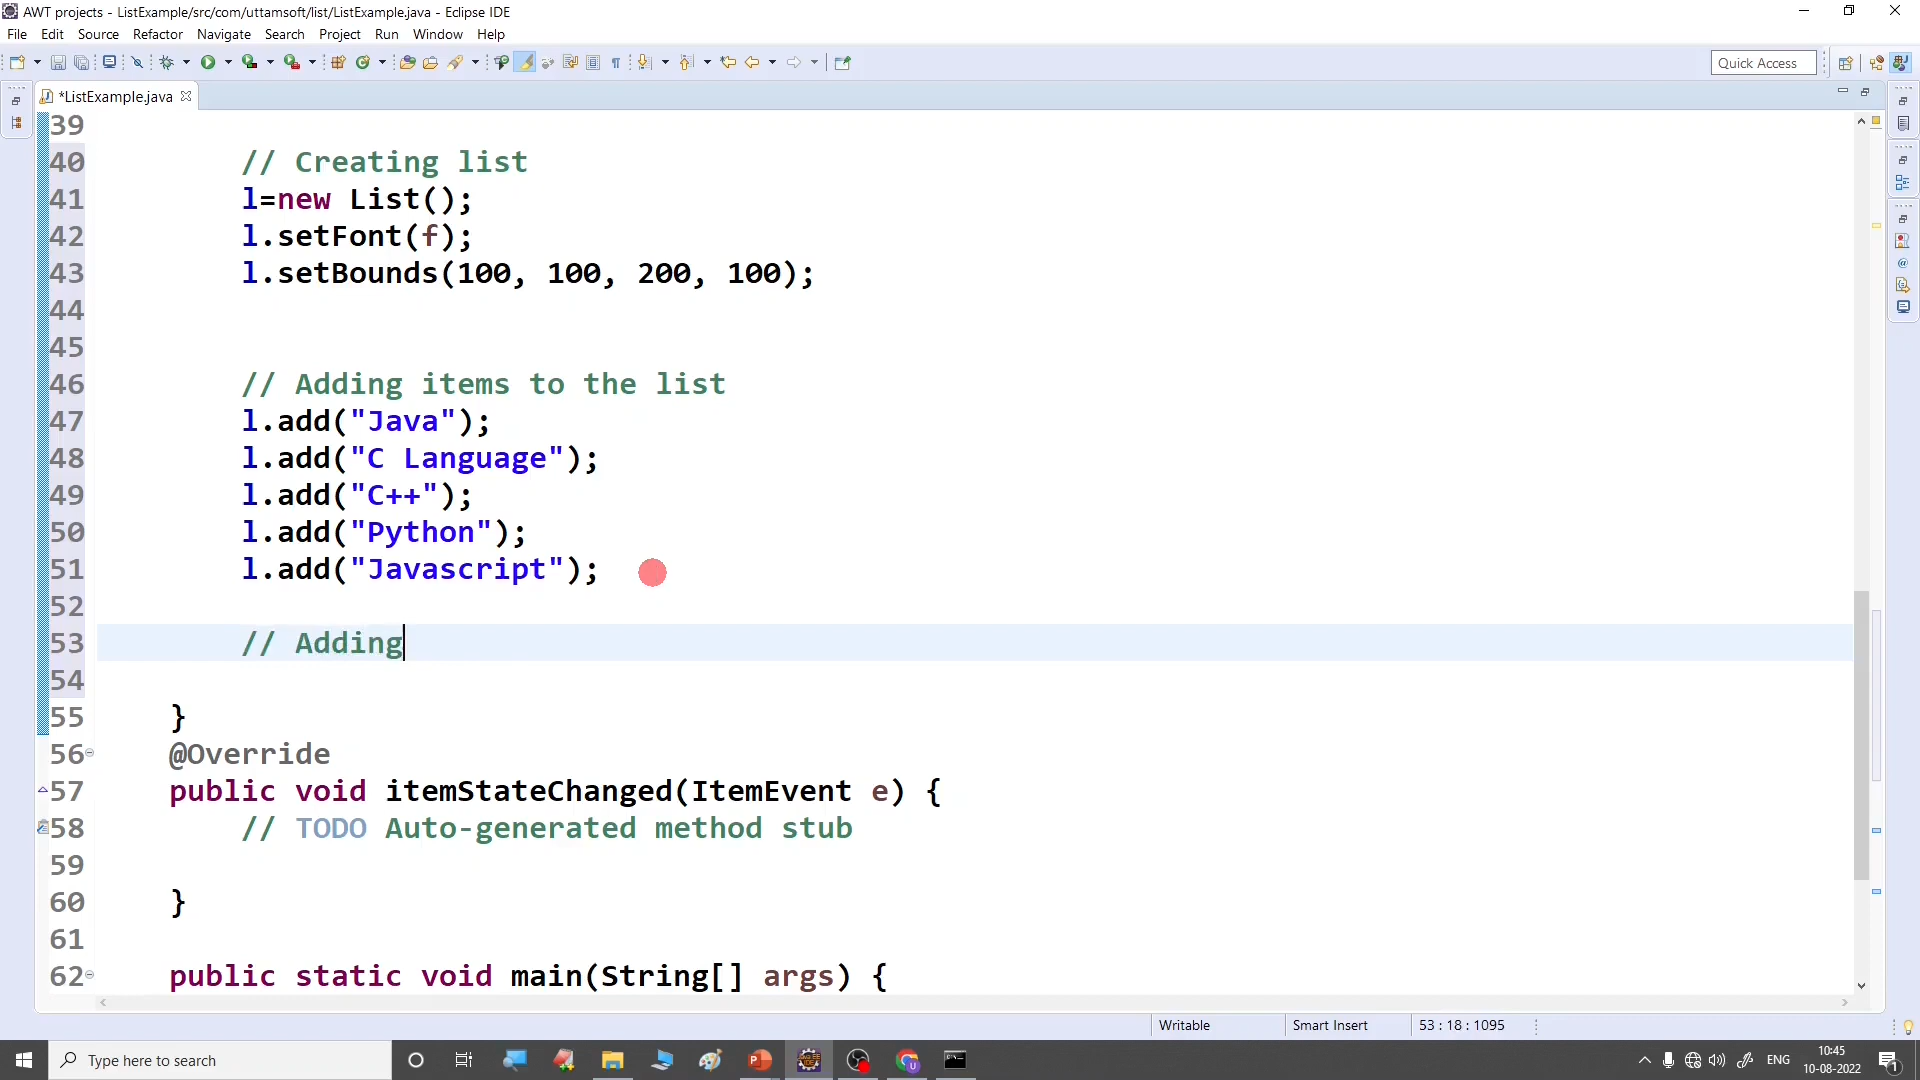 AWT projects - ListExample/src/com/uttamsoft/list/ListExample.java - Eclipse IDE
File Edit Source Refactor Navigate Search Project Run Window Help
Quick Access
*ListExample.java
39
40 // Creating list
41 l=new List();
42 l.setFont(f);
43 l.setBounds(100, 100, 200, 100);
44
45
46 // Adding items to the list
47 l.add("Java");
48 l.add("C Language");
49 l.add("C++");
50 l.add("Python");
51 l.add("Javascript");
52
53 // Adding
54
55 }
56 @Override
57 public void itemStateChanged(ItemEvent e) {
58 // TODO Auto-generated method stub
59
60 }
61
62 public static void main(String[] args) {
Writable Smart Insert 53 : 18 : 1095
Type here to search
ENG
10:45
10-08-2022
1